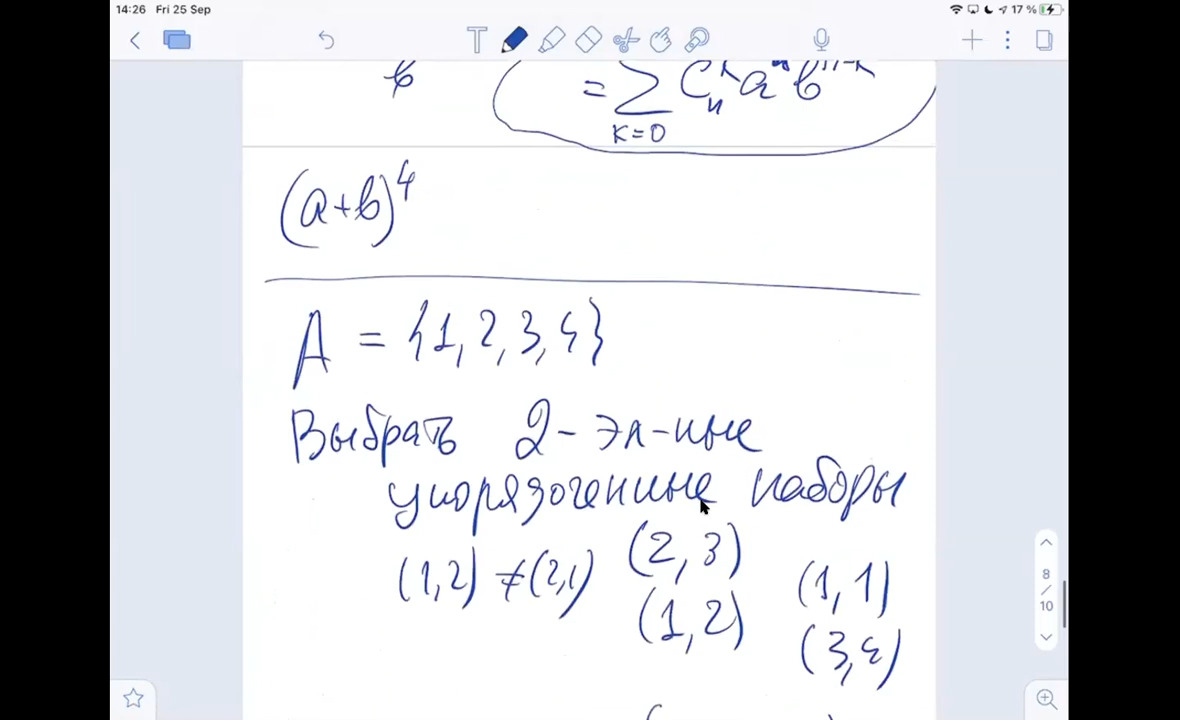 14:26 Fri 25 Sep 17 %
= ∑ C_n^k a b^{n-k}
в
K=0
(a+b)^4
A = {1, 2, 3, 4}
Выбрать 2-эл-ные
упорядоченные наборы
(1,2) ≠ (2,1) (2, 3) (1, 1)
(1, 2) (3, 4)
8
/
10